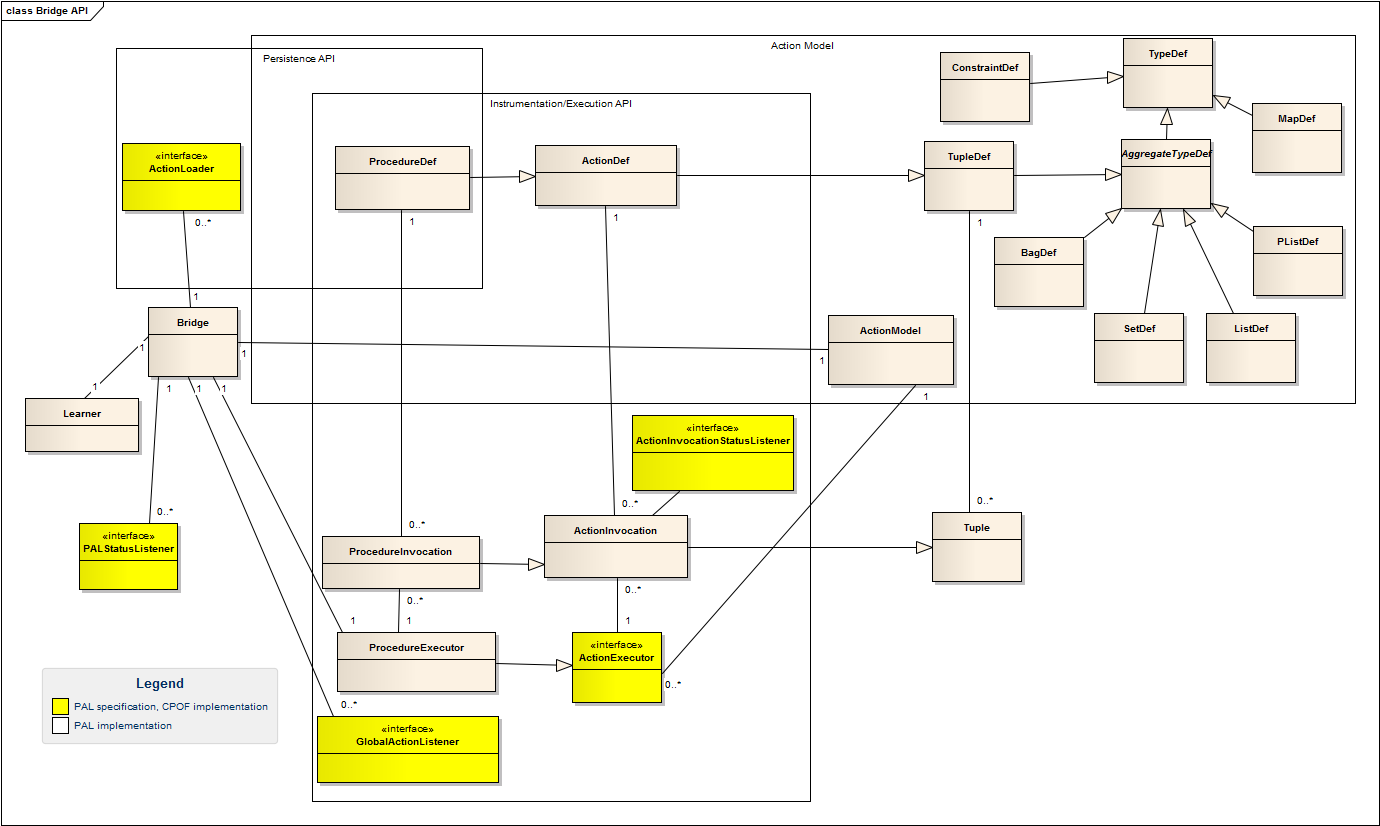 class Bridge API
Action Model
Persistence API
Instrumentation/Execution API
TypeDef
ConstraintDef
MapDef
«interface»
ActionLoader
ProcedureDef
ActionDef
TupleDef
AggregateTypeDef
0..*
1
1
1
BagDef
PListDef
1
Bridge
ActionModel
SetDef
ListDef
1
1
1
1
1
1
1
1
Learner
«interface»
ActionInvocationStatusListener
0..*
0..*
0..*
0..*
«interface»
PALStatusListener
ProcedureInvocation
ActionInvocation
Tuple
0..*
0..*
1
1
1
ProcedureExecutor
«interface»
ActionExecutor
0..*
0..*
«interface»
GlobalActionListener
Legend
PAL specification, CPOF implementation
PAL implementation